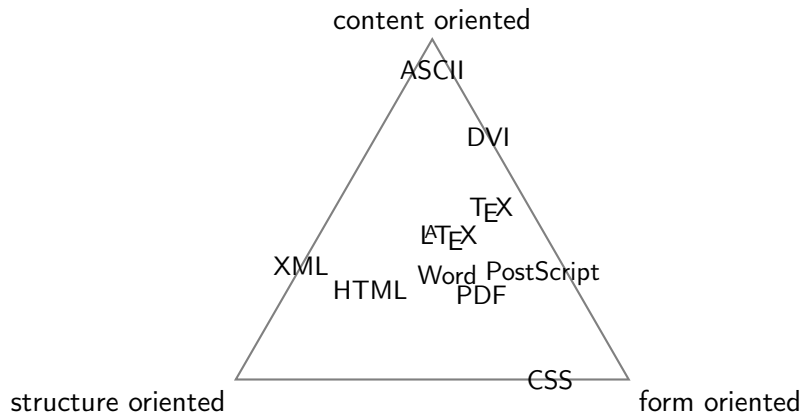 content oriented
ASCII
DVI
TEX
LATEX
XML
Word PostScript
HTML
PDF
CSS
structure oriented
form oriented